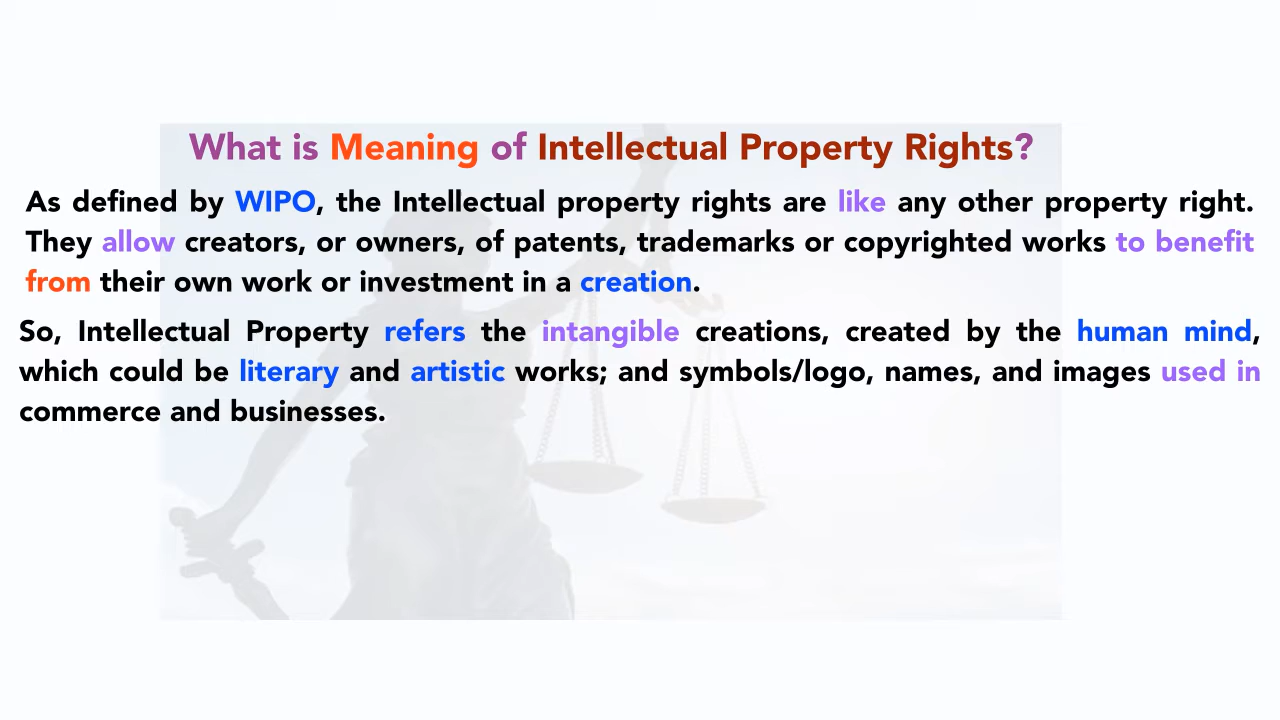 What is Meaning of Intellectual Property Rights?
As defined by WIPO, the Intellectual property rights are like any other property right.
They allow creators, or owners, of patents, trademarks or copyrighted works to benefit
from their own work or investment in a creation.
So, Intellectual Property refers the intangible creations, created by the human mind,
which could be literary and artistic works; and symbols/logo, names, and images used in
commerce and businesses.